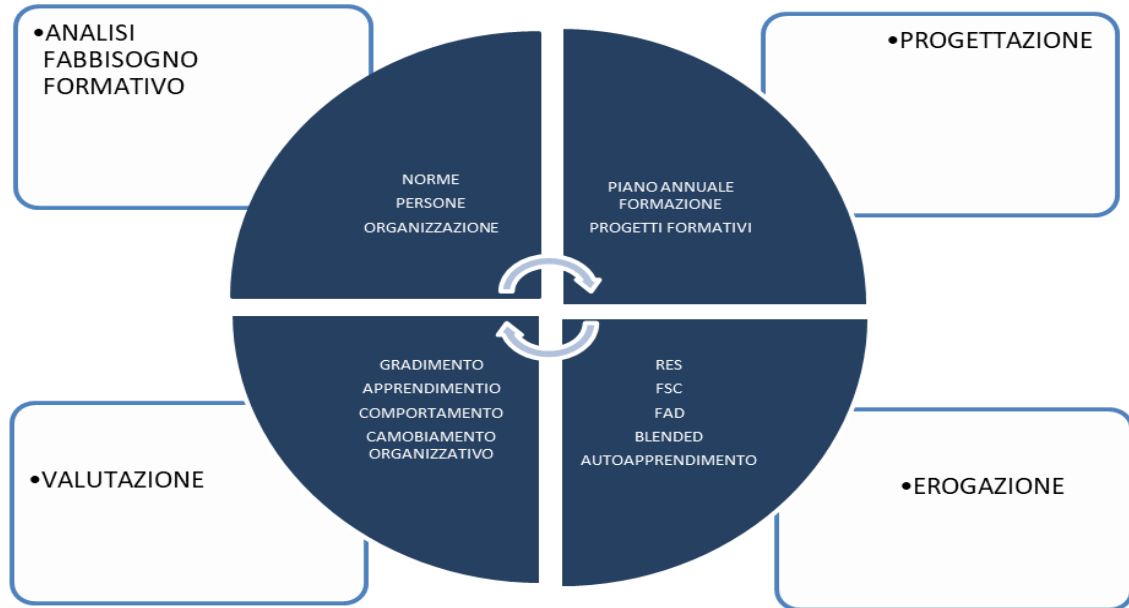 •ANALISI
FABBISOGNO
FORMATIVO
•PROGETTAZIONE
NORME
PERSONE
ORGANIZZAZIONE
PIANO ANNUALE
FORMAZIONE
PROGETTI FORMATIVI
GRADIMENTO
APPRENDIMENTIO
COMPORTAMENTO
CAMOBIAMENTO
ORGANIZZATIVO
RES
FSC
FAD
BLENDED
AUTOAPPRENDIMENTO
•VALUTAZIONE
•EROGAZIONE